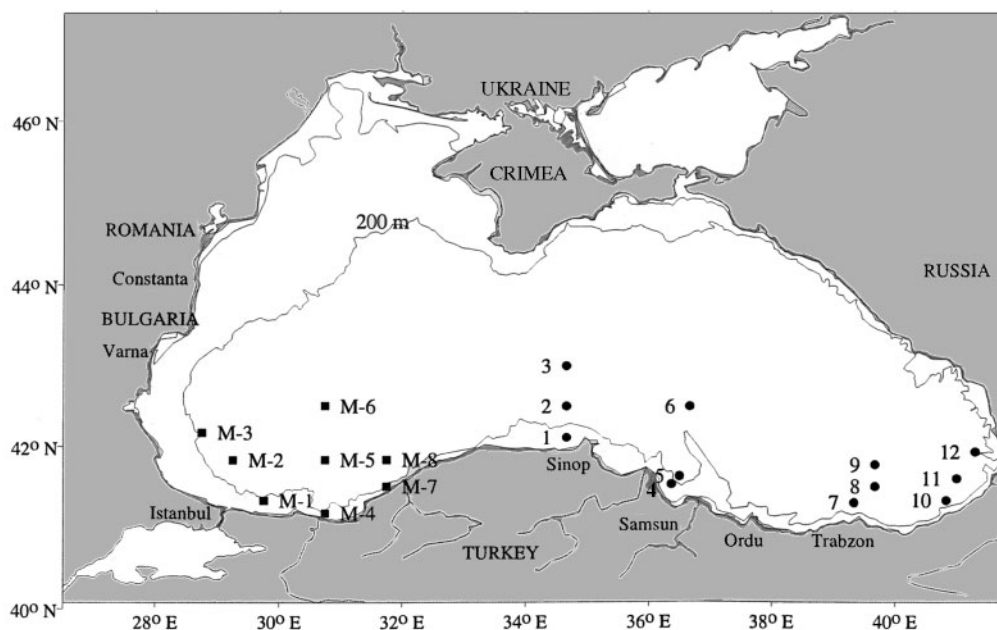 UKRAINE
46° N
CRIMEA
ROMANIA
200 m
Constanta
RUSSIA
44° N
BULGARIA
Varna
3
M-6
2
6
M-3
1
42° N
M-2
M-5
M-8
Sinop
5
9
12
M-7
4
8
11
M-1
7
10
Istanbul
M-4
Samsun
Ordu
Trabzon
TURKEY
40° N
28° E
30° E
32° E
34° E
36° E
38° E
40° E